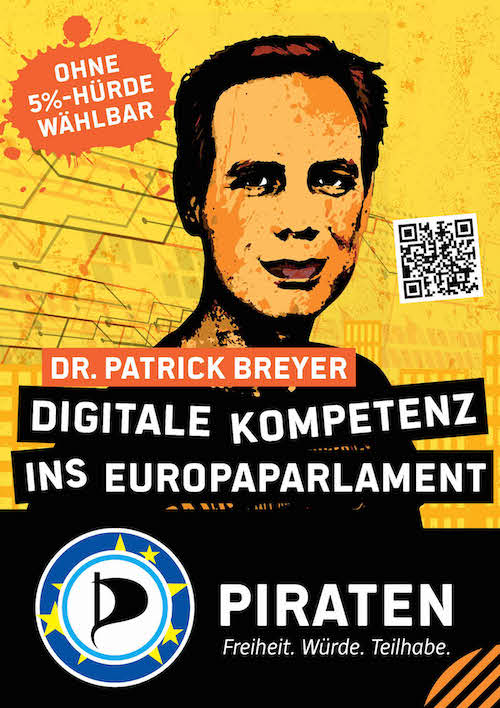 OHNE
5%-HÜRDE
WÄHLBAR
DR. PATRICK BREYER
DIGITALE KOMPETENZ
INS EUROPAPARLAMENT
PIRATEN
Freiheit. Würde. Teilhabe.